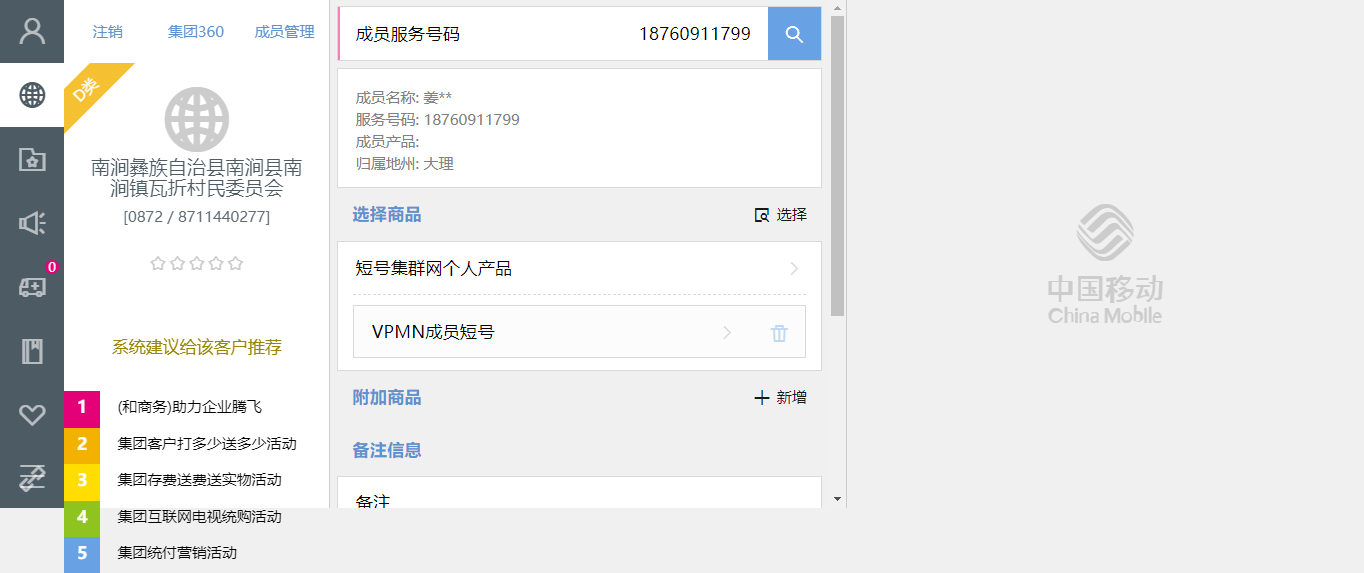 注销 集团360 成员管理
D类
南涧彝族自治县南涧县南
涧镇瓦折村民委员会
[0872 / 8711440277]
0
系统建议给该客户推荐
1 (和商务)助力企业腾飞
2 集团客户打多少送多少活动
3 集团存费送费送实物活动
4 集团互联网电视统购活动
5 集团统付营销活动
成员服务号码 18760911799
成员名称: 姜**
服务号码: 18760911799
成员产品:
归属地州: 大理
选择商品 选择
短号集群网个人产品
VPMN成员短号
附加商品 新增
备注信息
备注
中国移动
China Mobile